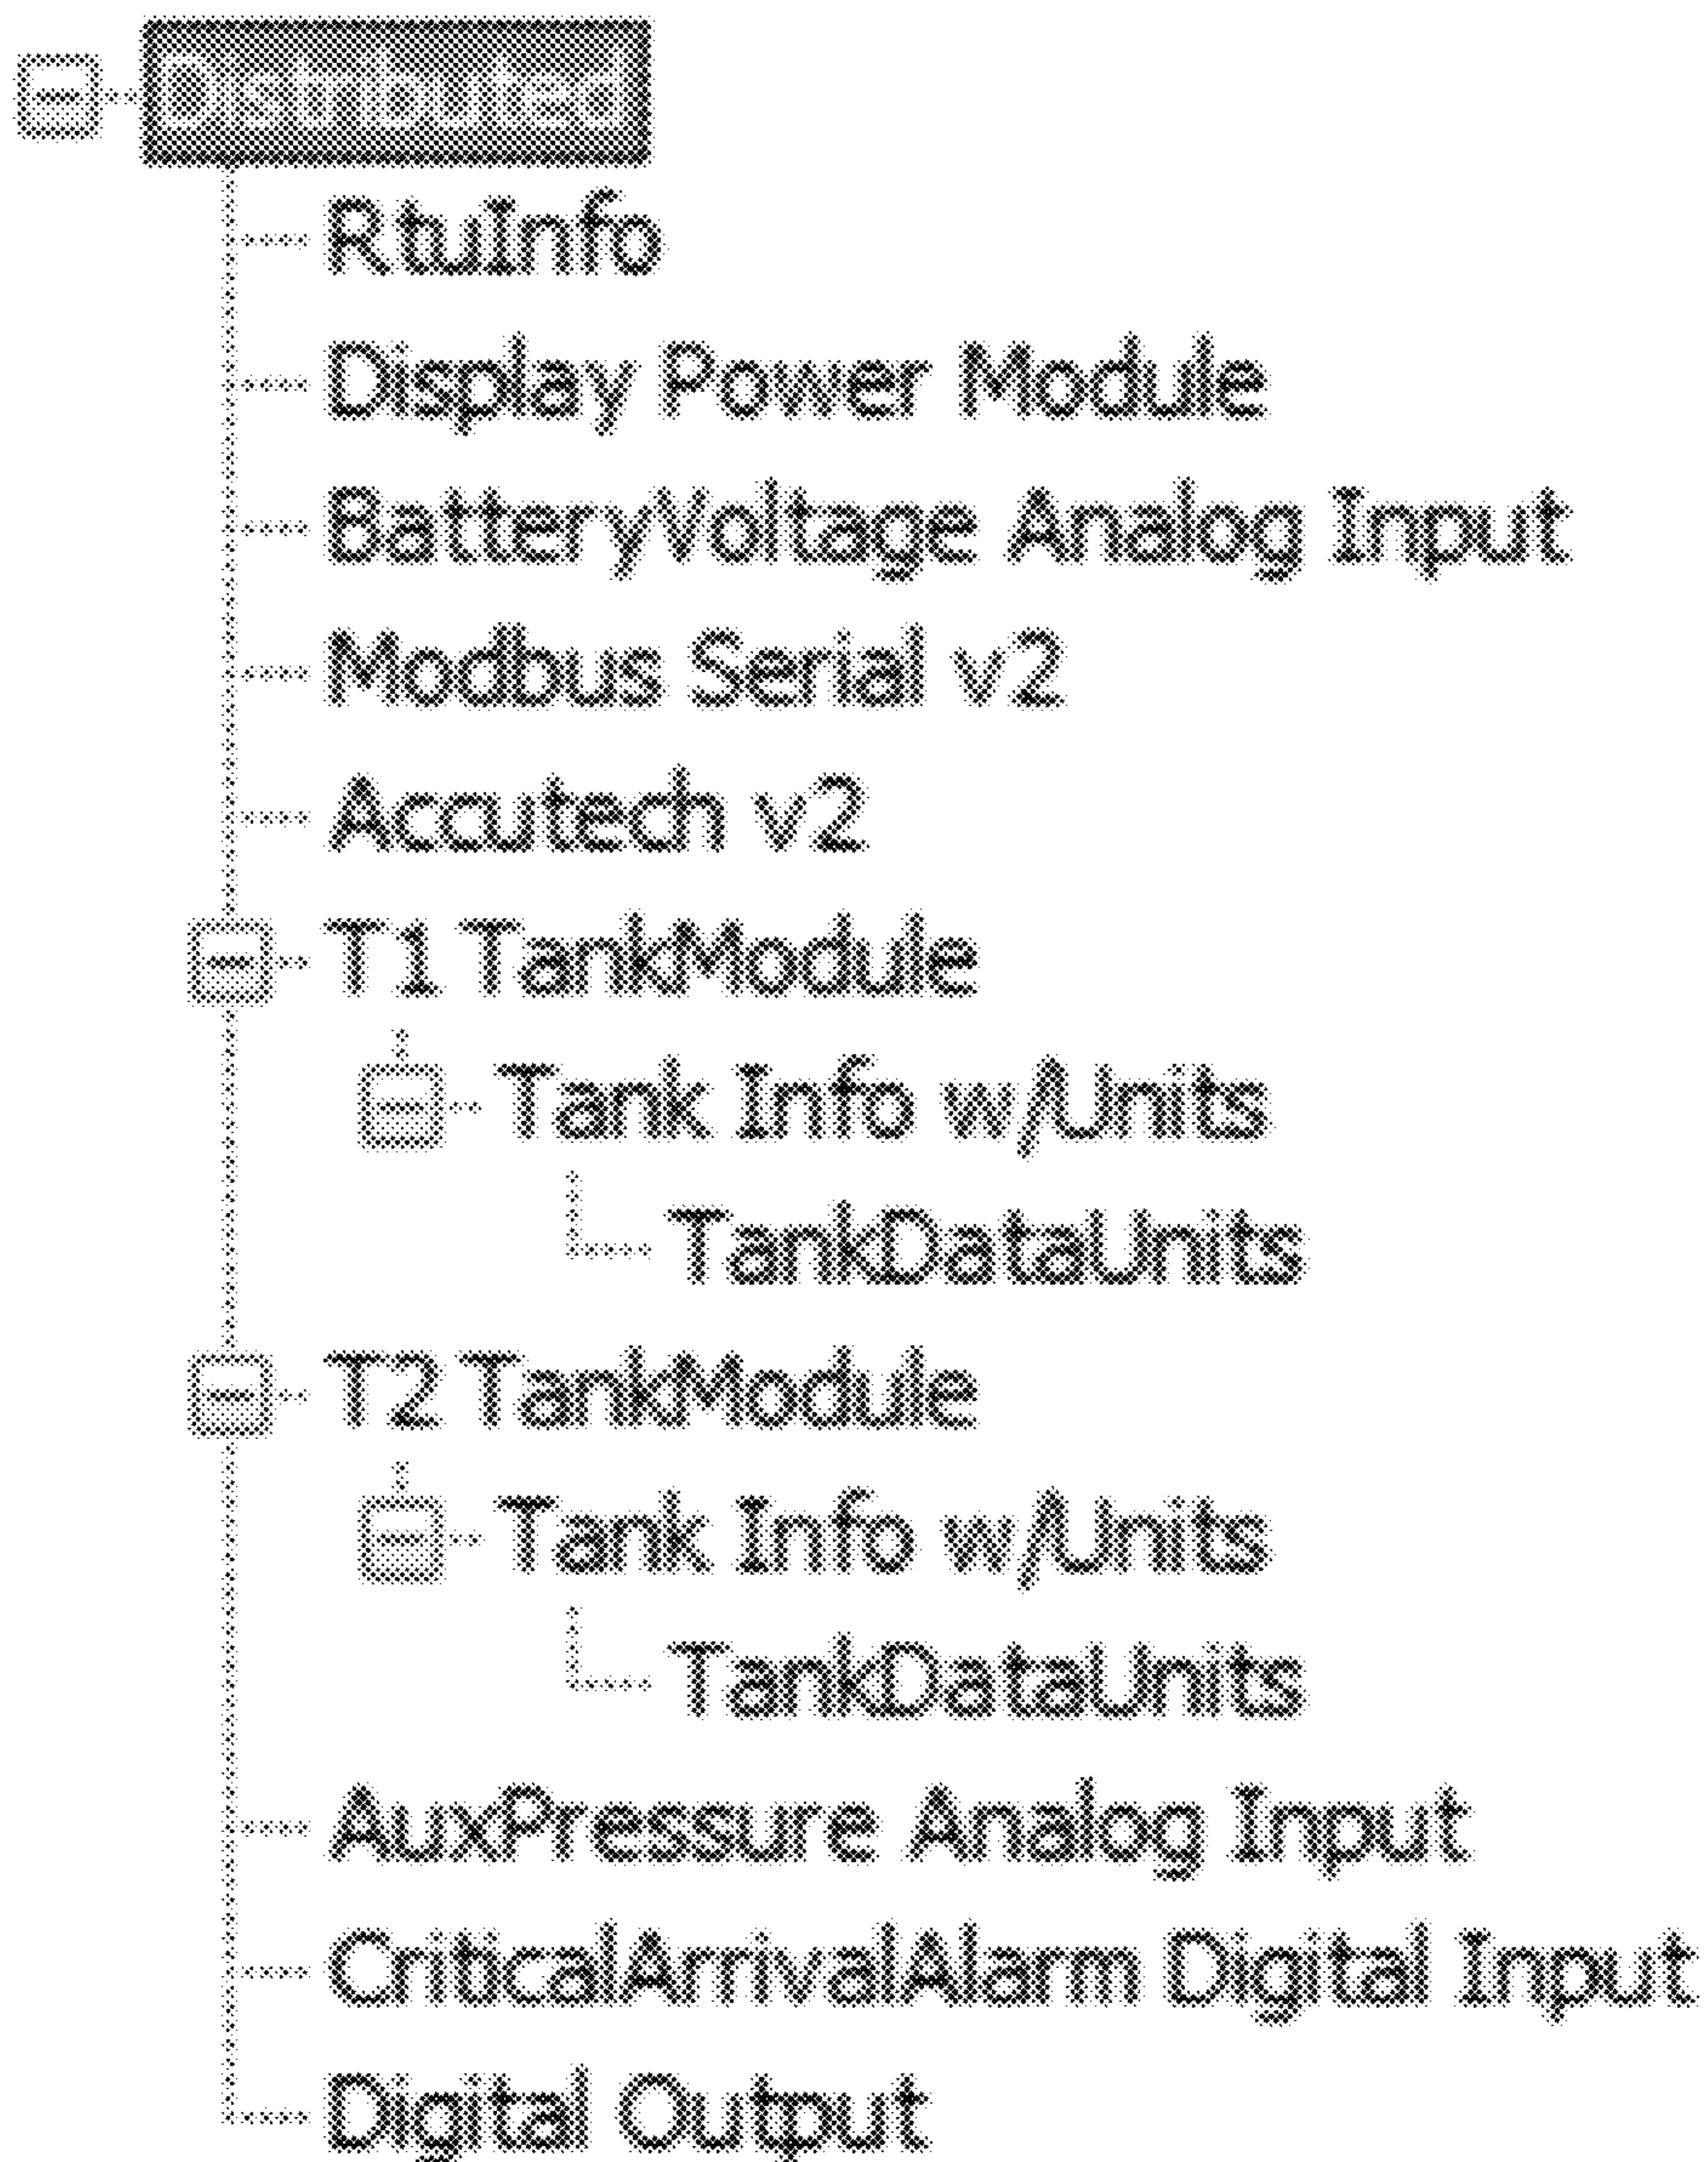 Distributed
RtuInfo
Display Power Module
BatteryVoltage Analog Input
Modbus Serial v2
Accutech v2
T1 TankModule
Tank Info w/Units
TankDataUnits
T2 TankModule
Tank Info w/Units
TankDataUnits
AuxPressure Analog Input
CriticalArrivalAlarm Digital Input
Digital Output